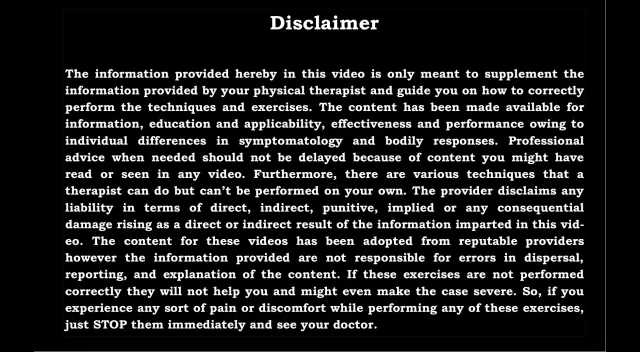 Disclaimer
The information provided hereby in this video is only meant to supplement the
information provided by your physical therapist and guide you on how to correctly
perform the techniques and exercises. The content has been made available for
information, education and applicability, effectiveness and performance owing to
individual differences in symptomatology and bodily responses. Professional
advice when needed should not be delayed because of content you might have
read or seen in any video. Furthermore, there are various techniques that a
therapist can do but can't be performed on your own. The provider disclaims any
liability in terms of direct, indirect, punitive, implied or any consequential
damage rising as a direct or indirect result of the information imparted in this vid-
eo. The content for these videos has been adopted from reputable providers
however the information provided are not responsible for errors in dispersal,
reporting, and explanation of the content. If these exercises are not performed
correctly they will not help you and might even make the case severe. So, if you
experience any sort of pain or discomfort while performing any of these exercises,
just STOP them immediately and see your doctor.